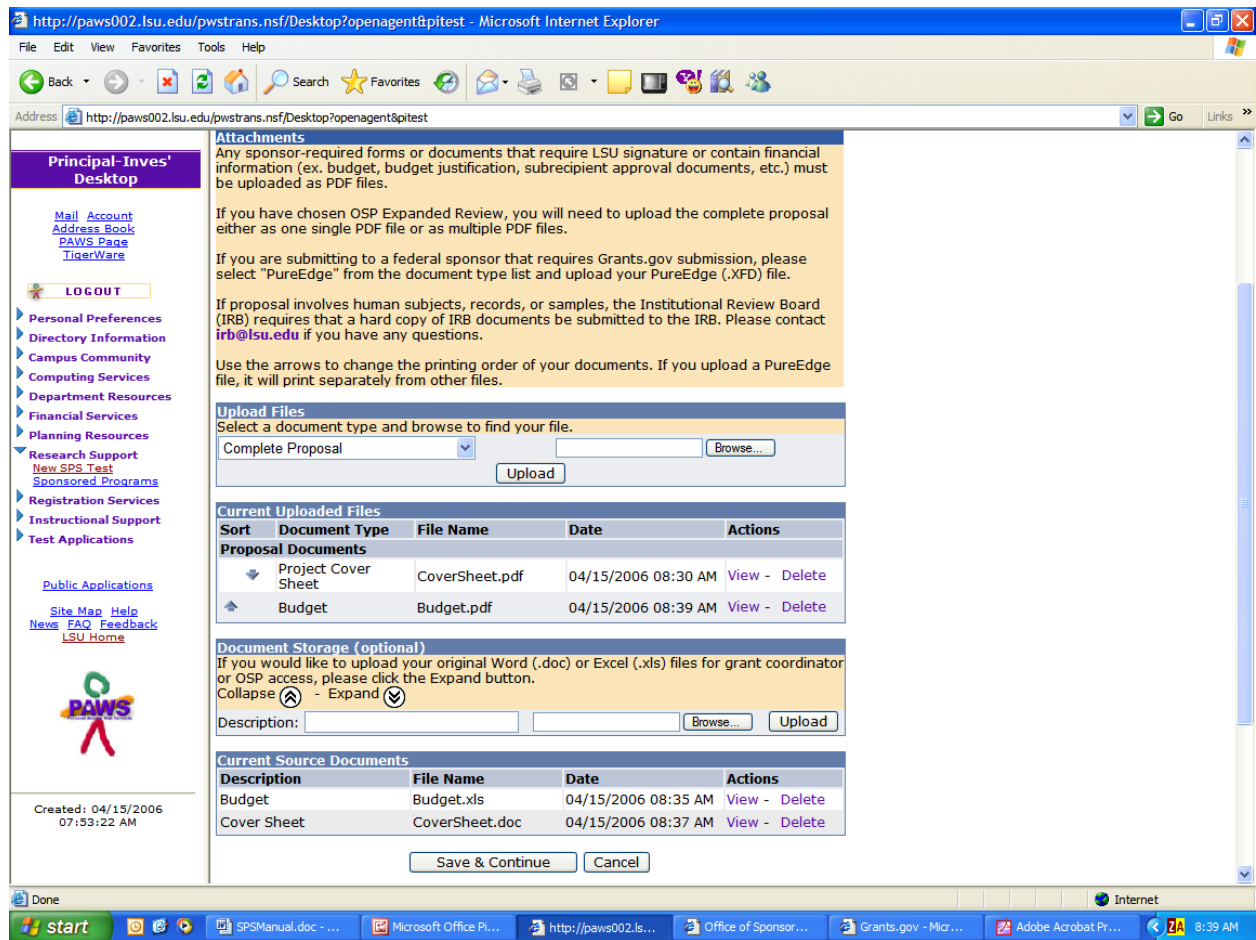 http://paws002.lsu.edu/pwstrans.nsf/Desktop?openagent&pitest - Microsoft Internet Explorer
File Edit View Favorites Tools Help
Back Search Favorites
Address http://paws002.lsu.edu/pwstrans.nsf/Desktop?openagent&pitest Go Links »
Principal-Inves'
Desktop
Mail Account
Address Book
PAWS Page
TigerWare
LOGOUT
Personal Preferences
Directory Information
Campus Community
Computing Services
Department Resources
Financial Services
Planning Resources
Research Support
New SPS Test
Sponsored Programs
Registration Services
Instructional Support
Test Applications
Public Applications
Site Map Help
News FAQ Feedback
LSU Home
PAWS
Created: 04/15/2006
07:53:22 AM
Attachments
Any sponsor-required forms or documents that require LSU signature or contain financial
information (ex. budget, budget justification, subrecipient approval documents, etc.) must
be uploaded as PDF files.
If you have chosen OSP Expanded Review, you will need to upload the complete proposal
either as one single PDF file or as multiple PDF files.
If you are submitting to a federal sponsor that requires Grants.gov submission, please
select "PureEdge" from the document type list and upload your PureEdge (.XFD) file.
If proposal involves human subjects, records, or samples, the Institutional Review Board
(IRB) requires that a hard copy of IRB documents be submitted to the IRB. Please contact
irb@lsu.edu if you have any questions.
Use the arrows to change the printing order of your documents. If you upload a PureEdge
file, it will print separately from other files.
Upload Files
Select a document type and browse to find your file.
Complete Proposal Browse...
Upload
Current Uploaded Files
Sort Document Type File Name Date Actions
Proposal Documents
Project Cover
Sheet CoverSheet.pdf 04/15/2006 08:30 AM View - Delete
Budget Budget.pdf 04/15/2006 08:39 AM View - Delete
Document Storage (optional)
If you would like to upload your original Word (.doc) or Excel (.xls) files for grant coordinator
or OSP access, please click the Expand button.
Collapse - Expand
Description: Browse... Upload
Current Source Documents
Description File Name Date Actions
Budget Budget.xls 04/15/2006 08:35 AM View - Delete
Cover Sheet CoverSheet.doc 04/15/2006 08:37 AM View - Delete
Save & Continue Cancel
Done Internet
start SPSManual.doc - ... Microsoft Office Pi... http://paws002.ls... Office of Sponsor... Grants.gov - Micr... Adobe Acrobat Pr... ZA 8:39 AM